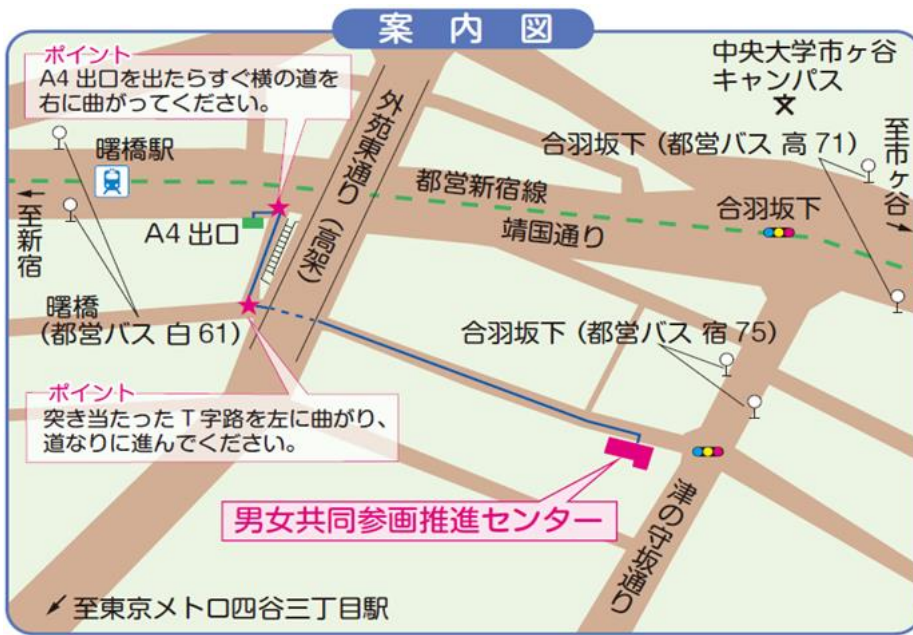 案内図
ポイント
A4 出口を出たらすぐ横の道を
右に曲がってください。
中央大学市ヶ谷
キャンパス
合羽坂下（都営バス 高 71）
至市ヶ谷
曙橋駅
外苑東通り（高架）
都営新宿線
靖国通り
合羽坂下
至新宿
A4 出口
曙橋
（都営バス 白 61）
合羽坂下（都営バス 宿 75）
ポイント
突き当たった T 字路を左に曲がり、
道なりに進んでください。
男女共同参画推進センター
津の守坂通り
至東京メトロ四谷三丁目駅